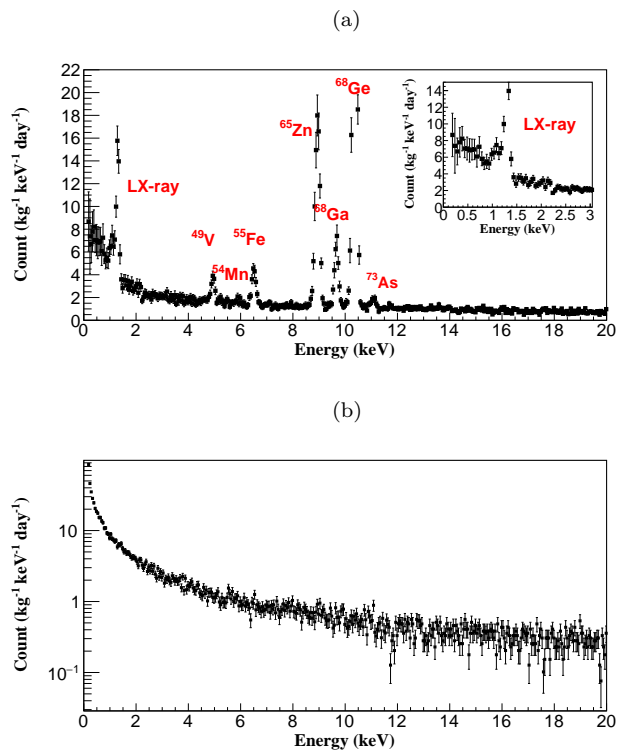 (a)
Count (kg⁻¹ keV⁻¹ day⁻¹)
22
20
18
16
14
12
10
8
6
4
2
0
0 2 4 6 8 10 12 14 16 18 20
Energy (keV)
LX-ray
⁴⁹V
⁵⁴Mn
⁵⁵Fe
⁶⁵Zn
⁶⁸Ga
⁶⁸Ge
⁷³As
Count (kg⁻¹ keV⁻¹ day⁻¹)
14
12
10
8
6
4
2
0
0 0.5 1 1.5 2 2.5 3
Energy (keV)
LX-ray
(b)
Count (kg⁻¹ keV⁻¹ day⁻¹)
10
1
10⁻¹
0 2 4 6 8 10 12 14 16 18 20
Energy (keV)